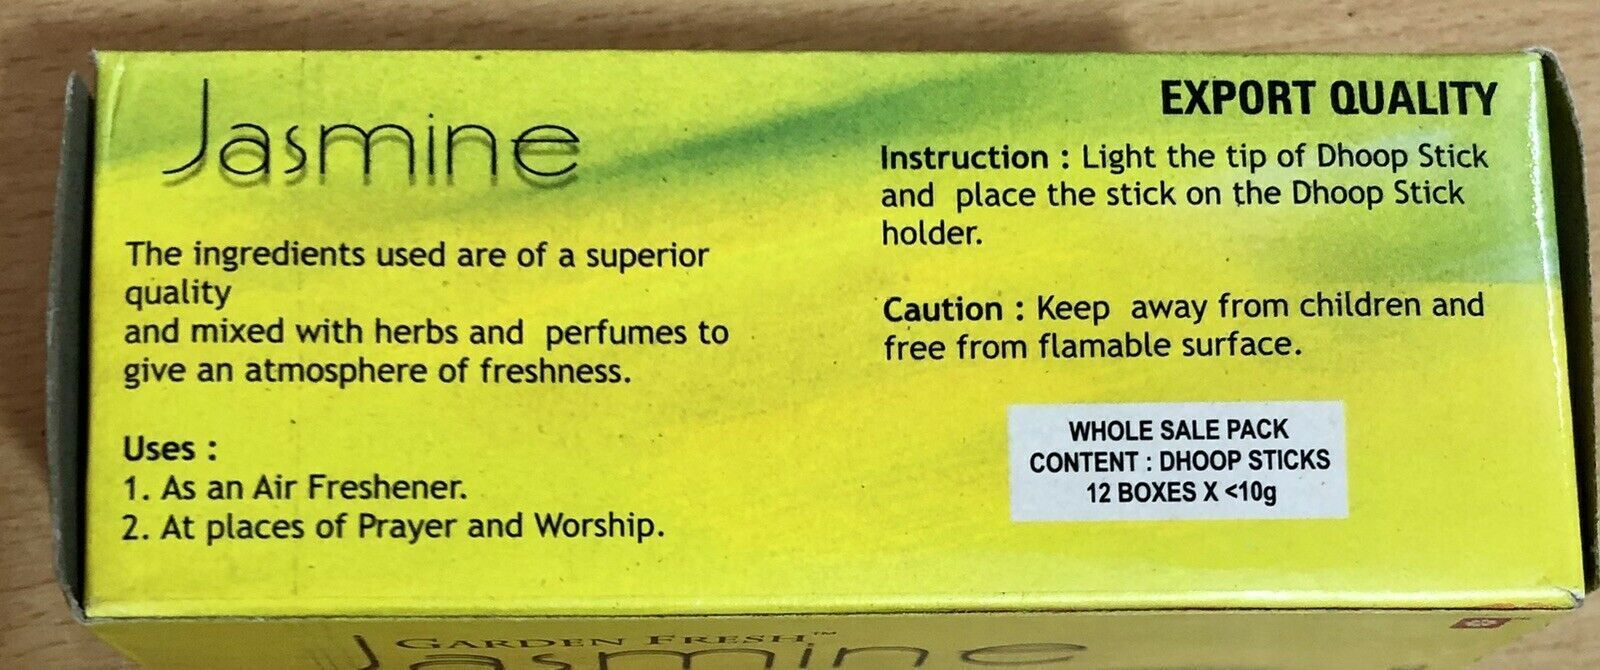 Jasmine
The ingredients used are of a superior
quality
and mixed with herbs and perfumes to
give an atmosphere of freshness.
Uses :
1. As an Air Freshener.
2. At places of Prayer and Worship.
EXPORT QUALITY
Instruction : Light the tip of Dhoop Stick
and place the stick on the Dhoop Stick
holder.
Caution : Keep away from children and
free from flamable surface.
WHOLE SALE PACK
CONTENT : DHOOP STICKS
12 BOXES X <10g
GARDEN FRESH™
Jasmine